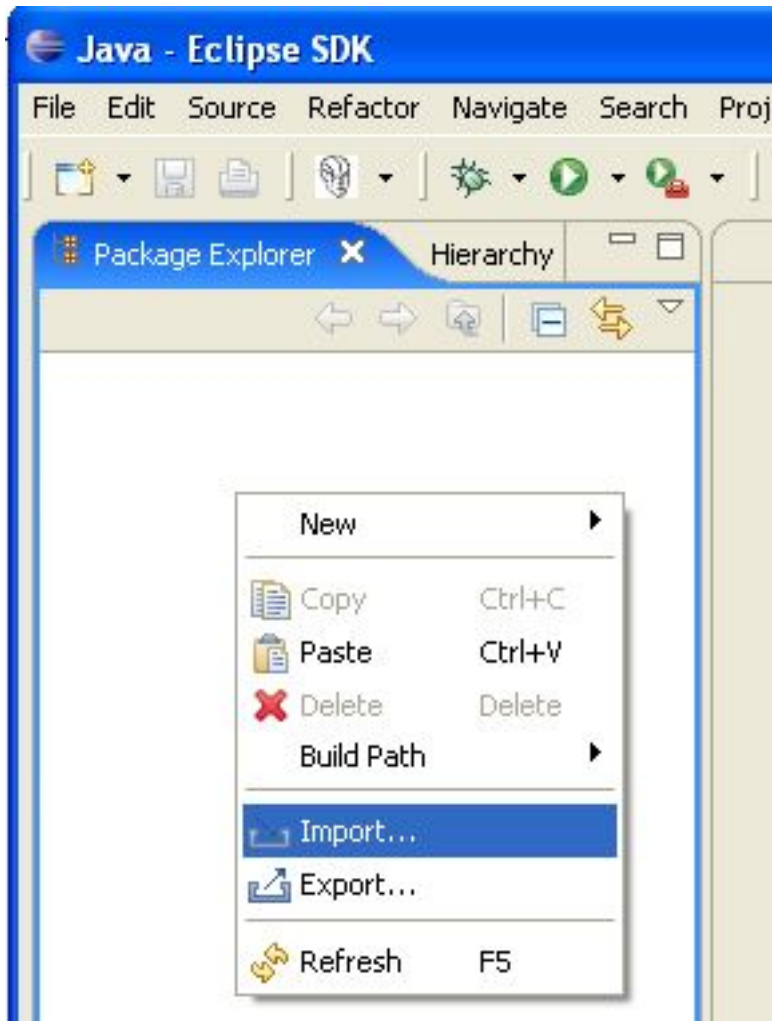 Java - Eclipse SDK
File Edit Source Refactor Navigate Search Proj
Package Explorer Hierarchy
New
Copy Ctrl+C
Paste Ctrl+V
Delete Delete
Build Path
Import...
Export...
Refresh F5